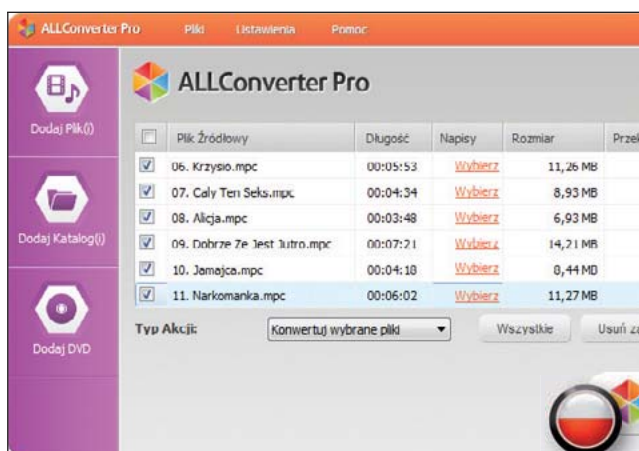 ALLConverter Pro Pliki Ustawienia Pomoc
ALLConverter Pro
Dodaj Plik(i)
Dodaj Katalog(i)
Dodaj DVD
Plik Źródłowy Długość Napisy Rozmiar Przek
06. Krzysio.mpc 00:05:53 Wybierz 11,26 MB
07. Caly Ten Seks.mpc 00:04:34 Wybierz 8,93 MB
08. Alicja.mpc 00:03:48 Wybierz 6,93 MB
09. Dobrze Ze Jest Jutro.mpc 00:07:21 Wybierz 14,21 MB
10. Jamajca.mpc 00:04:18 Wybierz 8,44 MB
11. Narkomanka.mpc 00:06:02 Wybierz 11,27 MB
Typ Akcji: Konwertuj wybrane pliki Wszystkie Usuń za